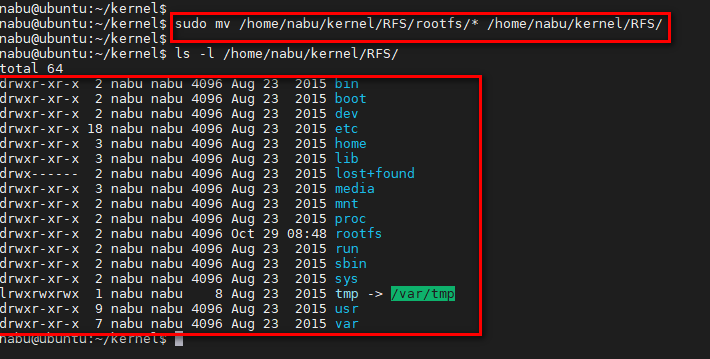 nabu@ubuntu:~/kernel$
nabu@ubuntu:~/kernel$ sudo mv /home/nabu/kernel/RFS/rootfs/* /home/nabu/kernel/RFS/
nabu@ubuntu:~/kernel$
nabu@ubuntu:~/kernel$ ls -l /home/nabu/kernel/RFS/
total 64
drwxr-xr-x  2 nabu nabu 4096 Aug 23  2015 bin
drwxr-xr-x  2 nabu nabu 4096 Aug 23  2015 boot
drwxr-xr-x  2 nabu nabu 4096 Aug 23  2015 dev
drwxr-xr-x 18 nabu nabu 4096 Aug 23  2015 etc
drwxr-xr-x  3 nabu nabu 4096 Aug 23  2015 home
drwxr-xr-x  3 nabu nabu 4096 Aug 23  2015 lib
drwx------  2 nabu nabu 4096 Aug 23  2015 lost+found
drwxr-xr-x  3 nabu nabu 4096 Aug 23  2015 media
drwxr-xr-x  2 nabu nabu 4096 Aug 23  2015 mnt
drwxr-xr-x  2 nabu nabu 4096 Aug 23  2015 proc
drwxr-xr-x  2 nabu nabu 4096 Oct 29 08:48 rootfs
drwxr-xr-x  2 nabu nabu 4096 Aug 23  2015 run
drwxr-xr-x  2 nabu nabu 4096 Aug 23  2015 sbin
drwxr-xr-x  2 nabu nabu 4096 Aug 23  2015 sys
lrwxrwxrwx  1 nabu nabu    8 Aug 23  2015 tmp -> /var/tmp
drwxr-xr-x  9 nabu nabu 4096 Aug 23  2015 usr
drwxr-xr-x  7 nabu nabu 4096 Aug 23  2015 var
nabu@ubuntu:~/kernel$